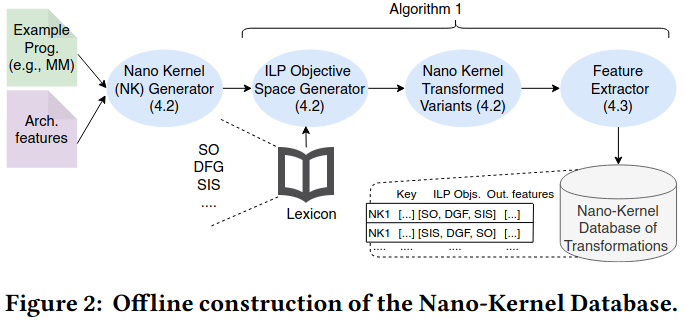 Algorithm 1
Example
Prog.
(e.g., MM)
Arch.
features
Nano Kernel
(NK) Generator
(4.2)
ILP Objective
Space Generator
(4.2)
Nano Kernel
Transformed
Variants (4.2)
Feature
Extractor
(4.3)
SO
DFG
SIS
....
Lexicon
Key ILP Objs. Out. features
NK1 [...] [SO, DGF, SIS] [...]
NK1 [...] [SIS, DGF, SO] [...]
.... .... .... ....
Nano-Kernel
Database of
Transformations
Figure 2: Offline construction of the Nano-Kernel Database.